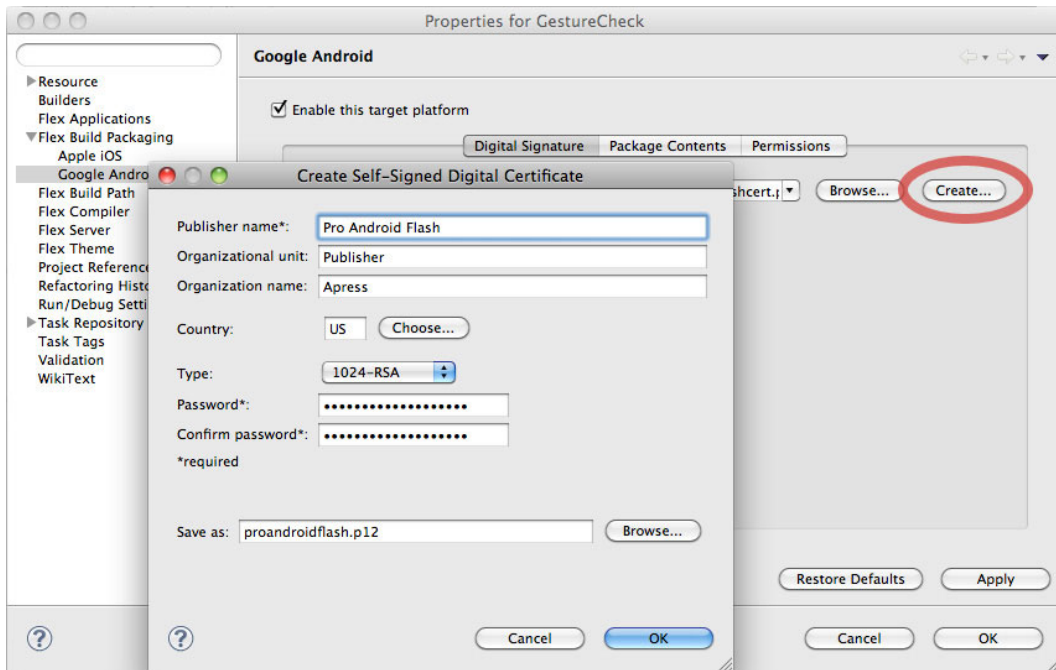 Properties for GestureCheck
Google Android
Resource
Builders
Flex Applications
Flex Build Packaging
Apple iOS
Google Andro
Flex Build Path
Flex Compiler
Flex Server
Flex Theme
Project Reference
Refactoring Histo
Run/Debug Setti
Task Repository
Task Tags
Validation
WikiText
Enable this target platform
Digital Signature Package Contents Permissions
shcert.p Browse... Create...
Create Self-Signed Digital Certificate
Publisher name*: Pro Android Flash
Organizational unit: Publisher
Organization name: Apress
Country: US Choose...
Type: 1024-RSA
Password*: •••••••••••••••••••
Confirm password*: •••••••••••••••••••
*required
Save as: proandroidflash.p12 Browse...
? Cancel OK
Restore Defaults Apply
? Cancel OK